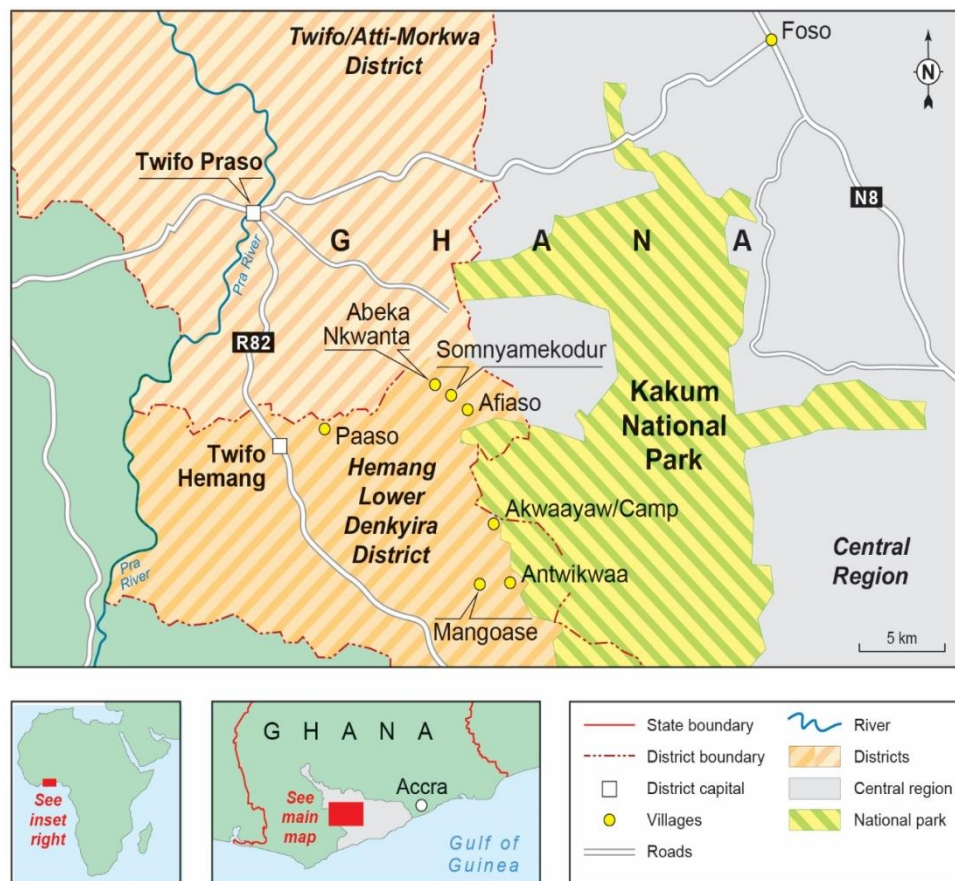 Twifo/Atti-Morkwa
District
Foso
N
Twifo Praso
N8
G H A N A
Pra River
Abeka
Nkwanta
R82
Somnyamekodur
Afiaso
Kakum
National
Park
Paaso
Twifo
Hemang
Hemang
Lower
Denkyira
District
Akwaayaw/Camp
Central
Region
Pra
River
Antwikwaa
Mangoase
5 km
See
inset
right
G H A N A
See
main
map
Accra
Gulf of
Guinea
State boundary
District boundary
District capital
Villages
Roads
River
Districts
Central region
National park